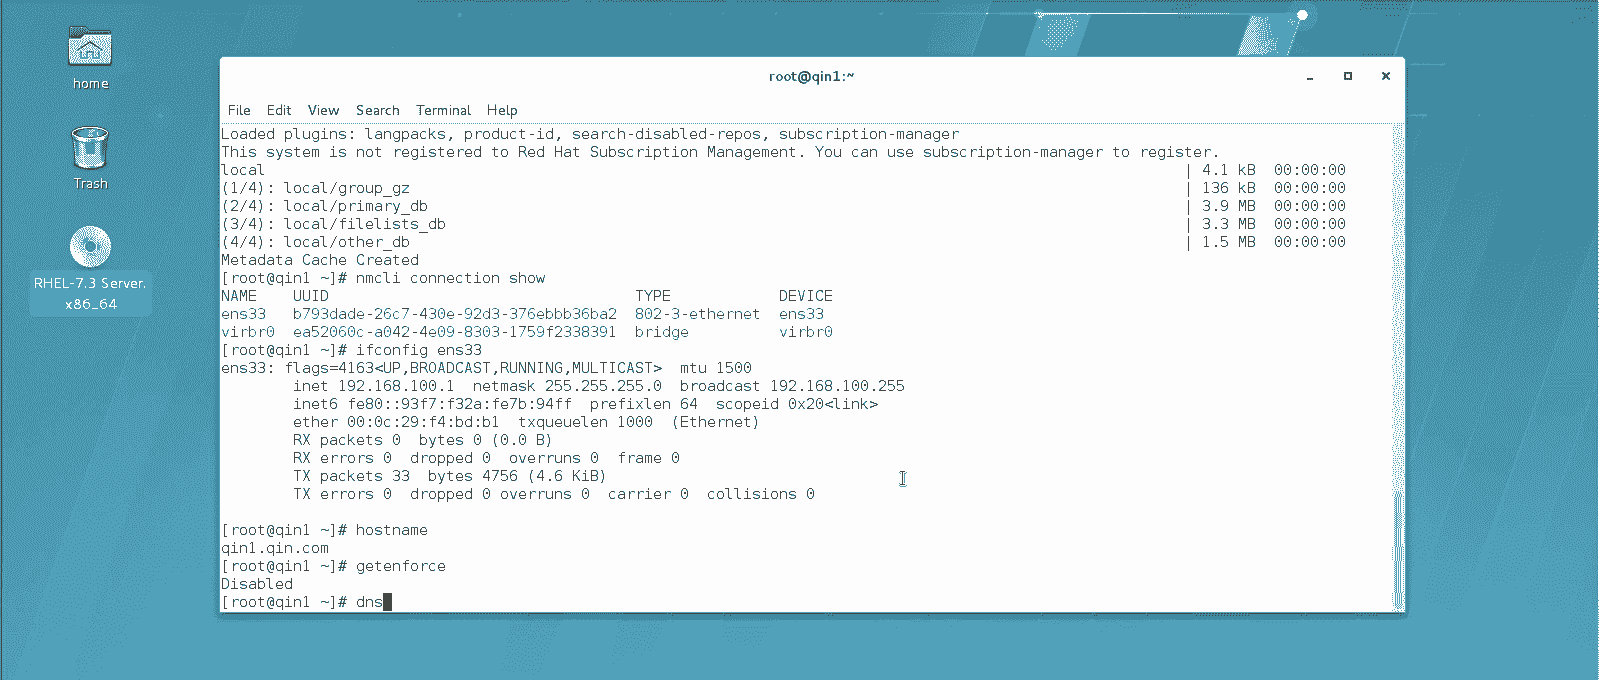 home
Trash
RHEL-7.3 Server.
x86_64
root@qin1:~
File Edit View Search Terminal Help
Loaded plugins: langpacks, product-id, search-disabled-repos, subscription-manager
This system is not registered to Red Hat Subscription Management. You can use subscription-manager to register.
local | 4.1 kB 00:00:00
(1/4): local/group_gz | 136 kB 00:00:00
(2/4): local/primary_db | 3.9 MB 00:00:00
(3/4): local/filelists_db | 3.3 MB 00:00:00
(4/4): local/other_db | 1.5 MB 00:00:00
Metadata Cache Created
[root@qin1 ~]# nmcli connection show
NAME UUID TYPE DEVICE
ens33 b793dade-26c7-430e-92d3-376ebbb36ba2 802-3-ethernet ens33
virbr0 ea52060c-a042-4e09-8303-1759f2338391 bridge virbr0
[root@qin1 ~]# ifconfig ens33
ens33: flags=4163<UP,BROADCAST,RUNNING,MULTICAST> mtu 1500
inet 192.168.100.1 netmask 255.255.255.0 broadcast 192.168.100.255
inet6 fe80::93f7:f32a:fe7b:94ff prefixlen 64 scopeid 0x20<link>
ether 00:0c:29:f4:bd:b1 txqueuelen 1000 (Ethernet)
RX packets 0 bytes 0 (0.0 B)
RX errors 0 dropped 0 overruns 0 frame 0
TX packets 33 bytes 4756 (4.6 KiB)
TX errors 0 dropped 0 overruns 0 carrier 0 collisions 0
[root@qin1 ~]# hostname
qin1.qin.com
[root@qin1 ~]# getenforce
Disabled
[root@qin1 ~]# dns